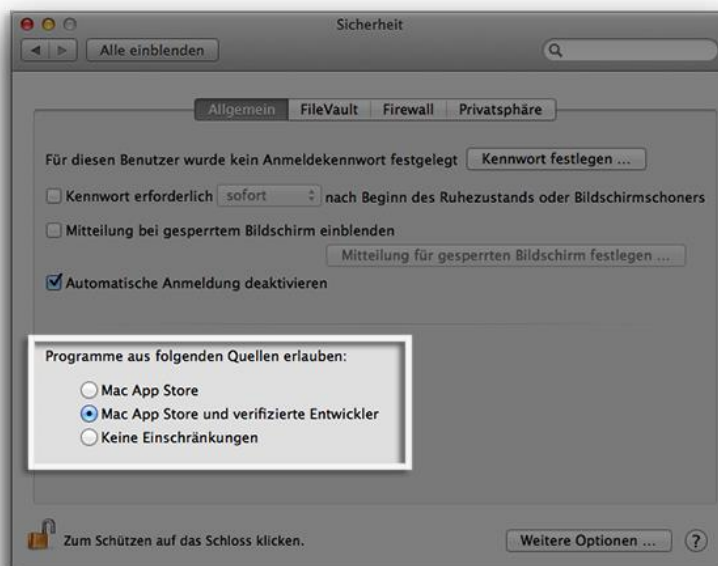 Sicherheit
Alle einblenden
Allgemein FileVault Firewall Privatsphäre
Für diesen Benutzer wurde kein Anmeldekennwort festgelegt Kennwort festlegen ...
Kennwort erforderlich sofort nach Beginn des Ruhezustands oder Bildschirmschoners
Mitteilung bei gesperrtem Bildschirm einblenden
Mitteilung für gesperrten Bildschirm festlegen ...
Automatische Anmeldung deaktivieren
Programme aus folgenden Quellen erlauben:
Mac App Store
Mac App Store und verifizierte Entwickler
Keine Einschränkungen
Zum Schützen auf das Schloss klicken. Weitere Optionen ... ?